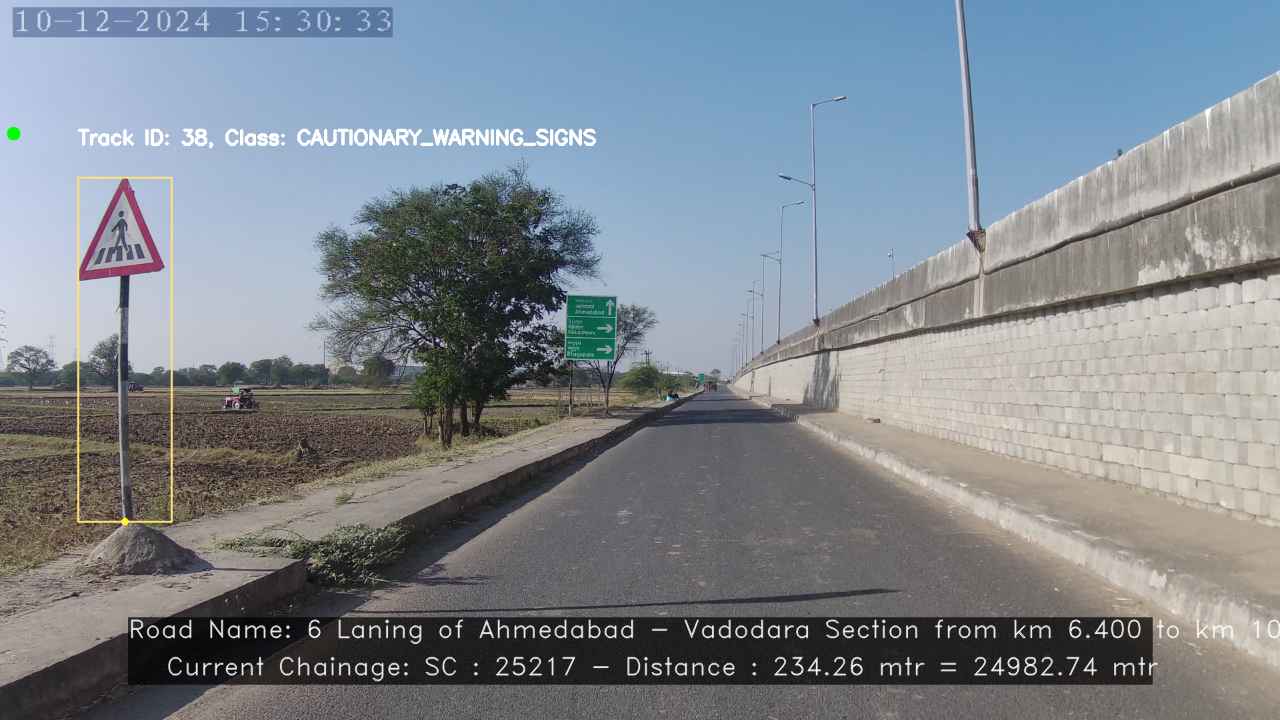 10-12-2024 15:30:33
Track ID: 38, Class: CAUTIONARY_WARNING_SIGNS
Ahmedabad
Road Name: 6 Laning of Ahmedabad - Vadodara Section from km 6.400 to km 10
Current Chainage: SC : 25217 - Distance : 234.26 mtr = 24982.74 mtr